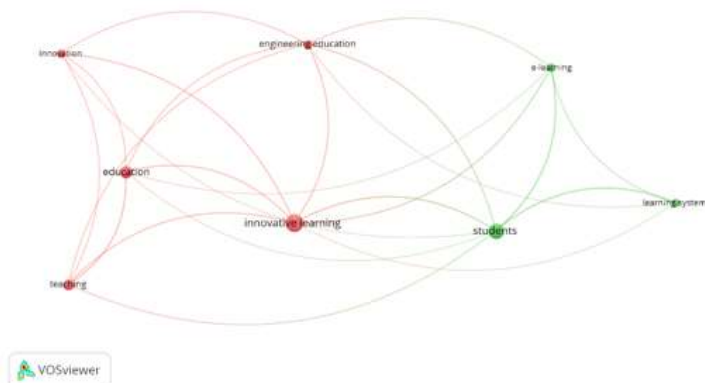 engineering education
innovation
e-learning
education
learning system
innovative learning
students
teaching
VOSviewer